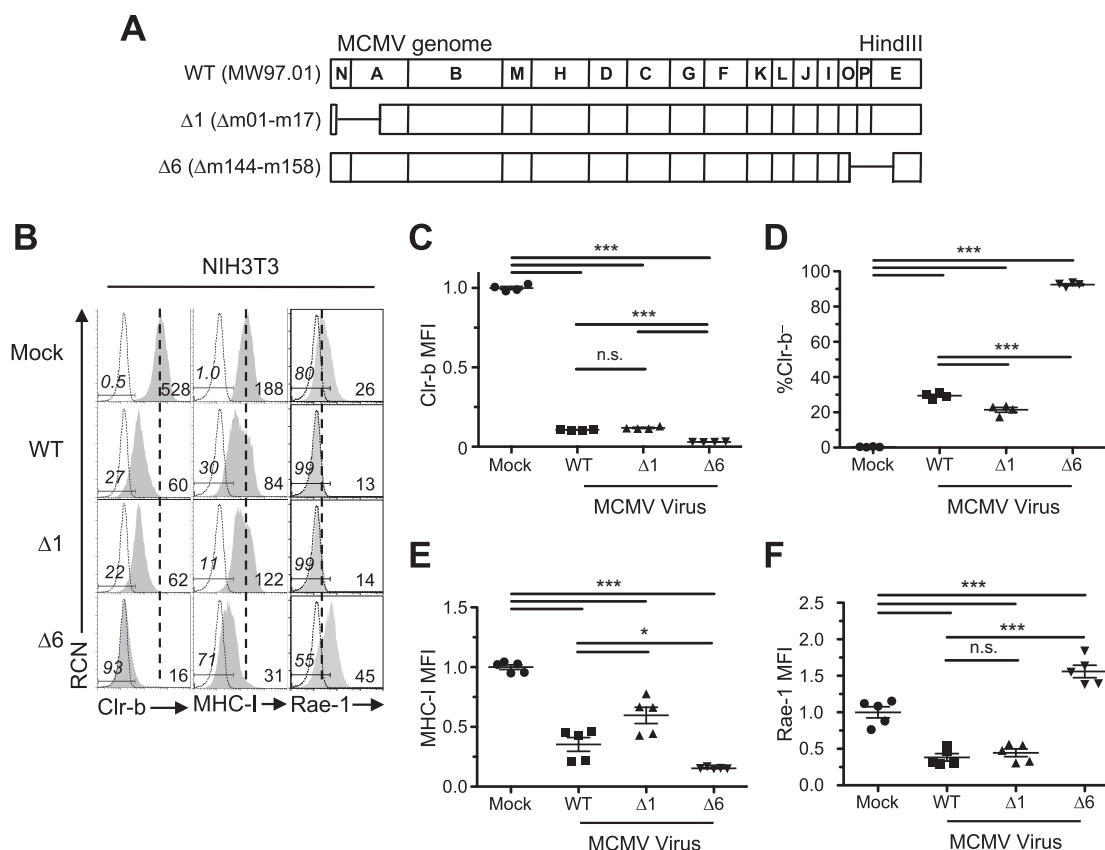 A
MCMV genome HindIII
WT (MW97.01) N A B M H D C G F K L J I O P E
Δ1 (Δm01-m17)
Δ6 (Δm144-m158)
B
NIH3T3
Mock 0.5 528 1.0 188 80 26
WT 27 60 30 84 99 13
Δ1 22 62 11 122 99 14
Δ6 93 16 71 31 55 45
RCN
Clr-b MHC-I Rae-1
C
***
***
n.s.
Clr-b MFI
1.0
0.5
0
Mock WT Δ1 Δ6
MCMV Virus
D
***
***
%Clr-b–
100
80
60
40
20
0
Mock WT Δ1 Δ6
MCMV Virus
E
***
*
MHC-I MFI
1.5
1.0
0.5
0.0
Mock WT Δ1 Δ6
MCMV Virus
F
***
***
n.s.
Rae-1 MFI
2.5
2.0
1.5
1.0
0.5
0.0
Mock WT Δ1 Δ6
MCMV Virus